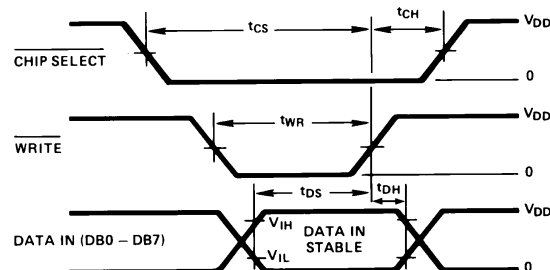 tCS
tCH
VDD
CHIP SELECT
0
tWR
VDD
WRITE
0
tDS
tDH
VDD
VIH
DATA IN (DB0 – DB7)
DATA IN
STABLE
VIL
0